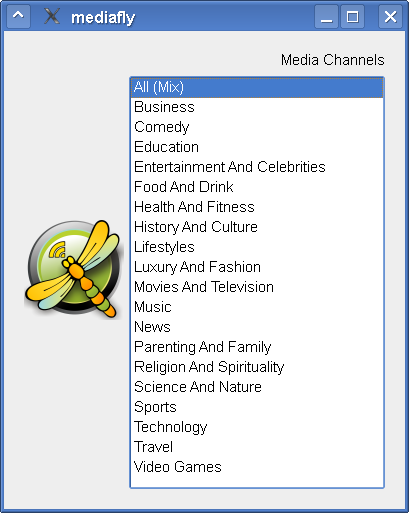 mediafly
Media Channels
All (Mix)
Business
Comedy
Education
Entertainment And Celebrities
Food And Drink
Health And Fitness
History And Culture
Lifestyles
Luxury And Fashion
Movies And Television
Music
News
Parenting And Family
Religion And Spirituality
Science And Nature
Sports
Technology
Travel
Video Games